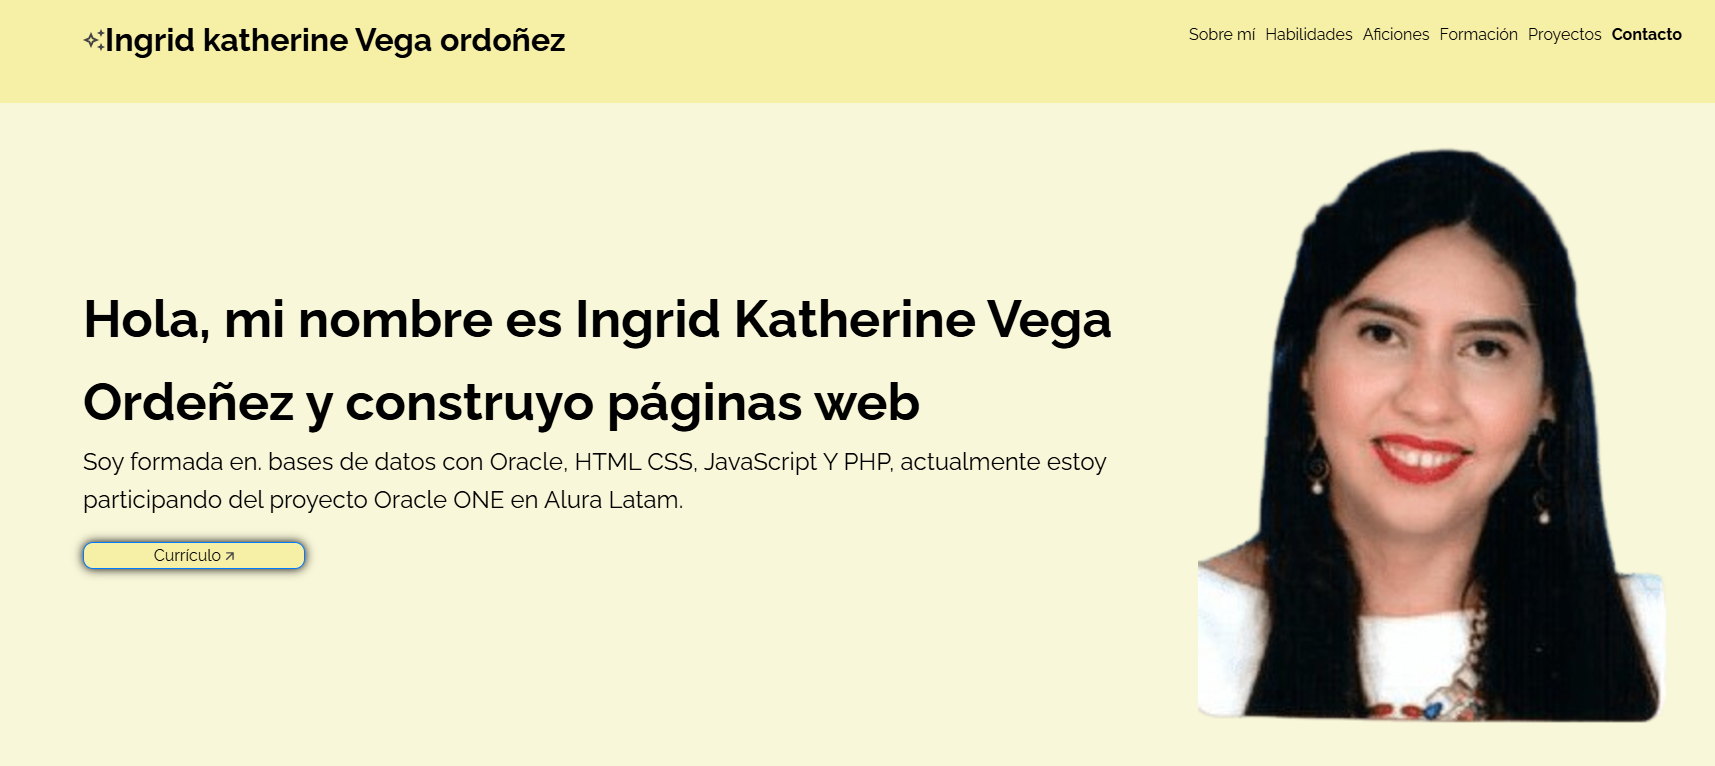 Ingrid katherine Vega ordoñez
Sobre mí Habilidades Aficiones Formación Proyectos Contacto
Hola, mi nombre es Ingrid Katherine Vega
Ordeñez y construyo páginas web
Soy formada en. bases de datos con Oracle, HTML CSS, JavaScript Y PHP, actualmente estoy
participando del proyecto Oracle ONE en Alura Latam.
Currículo